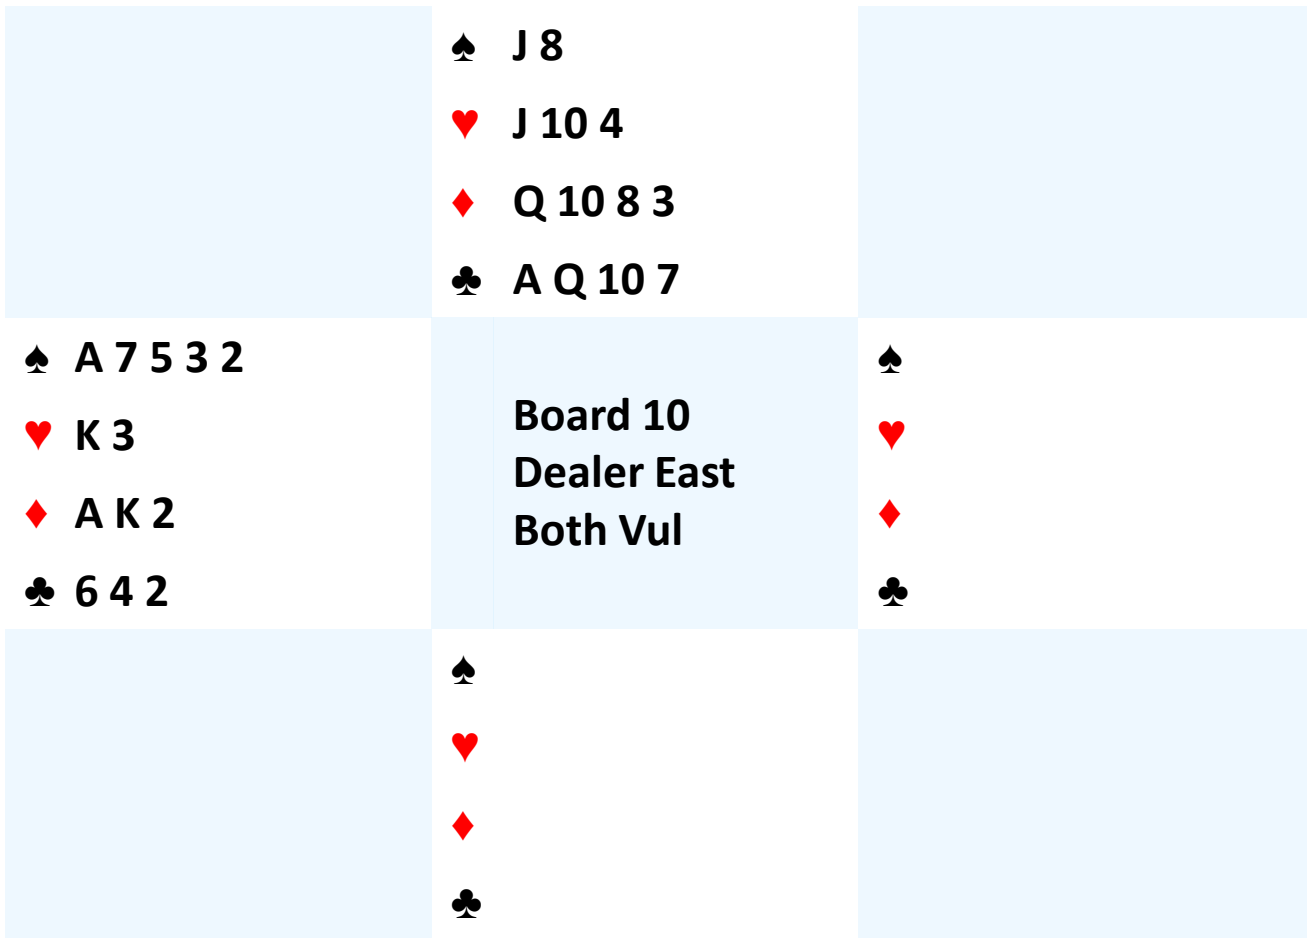 ♠ J 8
♥ J 10 4
♦ Q 10 8 3
♣ A Q 10 7
♠ A 7 5 3 2
♥ K 3
♦ A K 2
♣ 6 4 2
Board 10
Dealer East
Both Vul
♠
♥
♦
♣
♠
♥
♦
♣